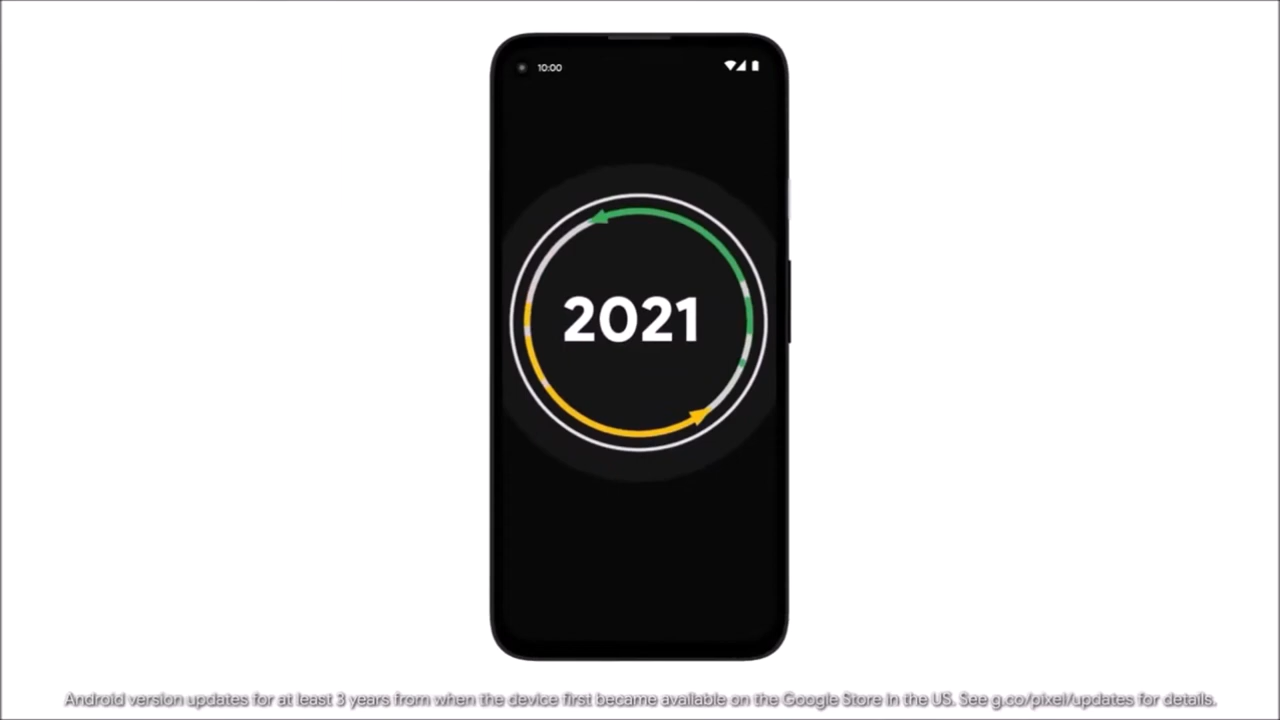 10:00
2021
Android version updates for at least 3 years from when the device first became available on the Google Store in the US. See g.co/pixel/updates for details.